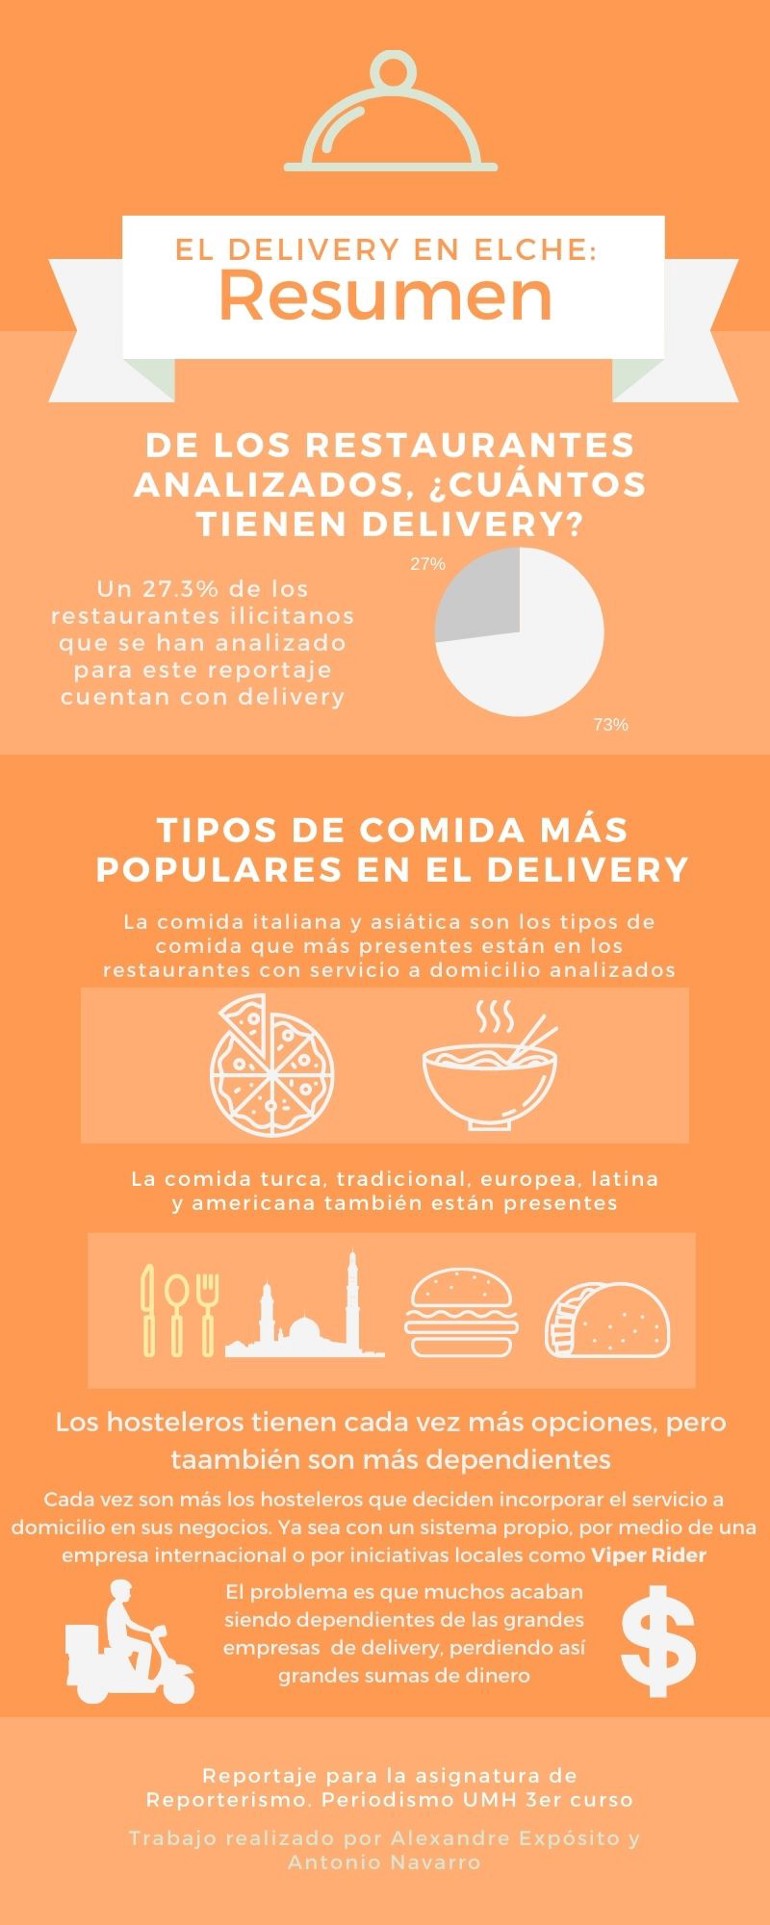 EL DELIVERY EN ELCHE:
Resumen
DE LOS RESTAURANTES
ANALIZADOS, ¿CUÁNTOS
TIENEN DELIVERY?
Un 27.3% de los
restaurantes ilicitanos
que se han analizado
para este reportaje
cuentan con delivery
27%
73%
TIPOS DE COMIDA MÁS
POPULARES EN EL DELIVERY
La comida italiana y asiática son los tipos de
comida que más presentes están en los
restaurantes con servicio a domicilio analizados
La comida turca, tradicional, europea, latina
y americana también están presentes
Los hosteleros tienen cada vez más opciones, pero
taambién son más dependientes
Cada vez son más los hosteleros que deciden incorporar el servicio a
domicilio en sus negocios. Ya sea con un sistema propio, por medio de una
empresa internacional o por iniciativas locales como Viper Rider
El problema es que muchos acaban
siendo dependientes de las grandes
empresas de delivery, perdiendo así
grandes sumas de dinero
$
Reportaje para la asignatura de
Reporterismo. Periodismo UMH 3er curso
Trabajo realizado por Alexandre Expósito y
Antonio Navarro